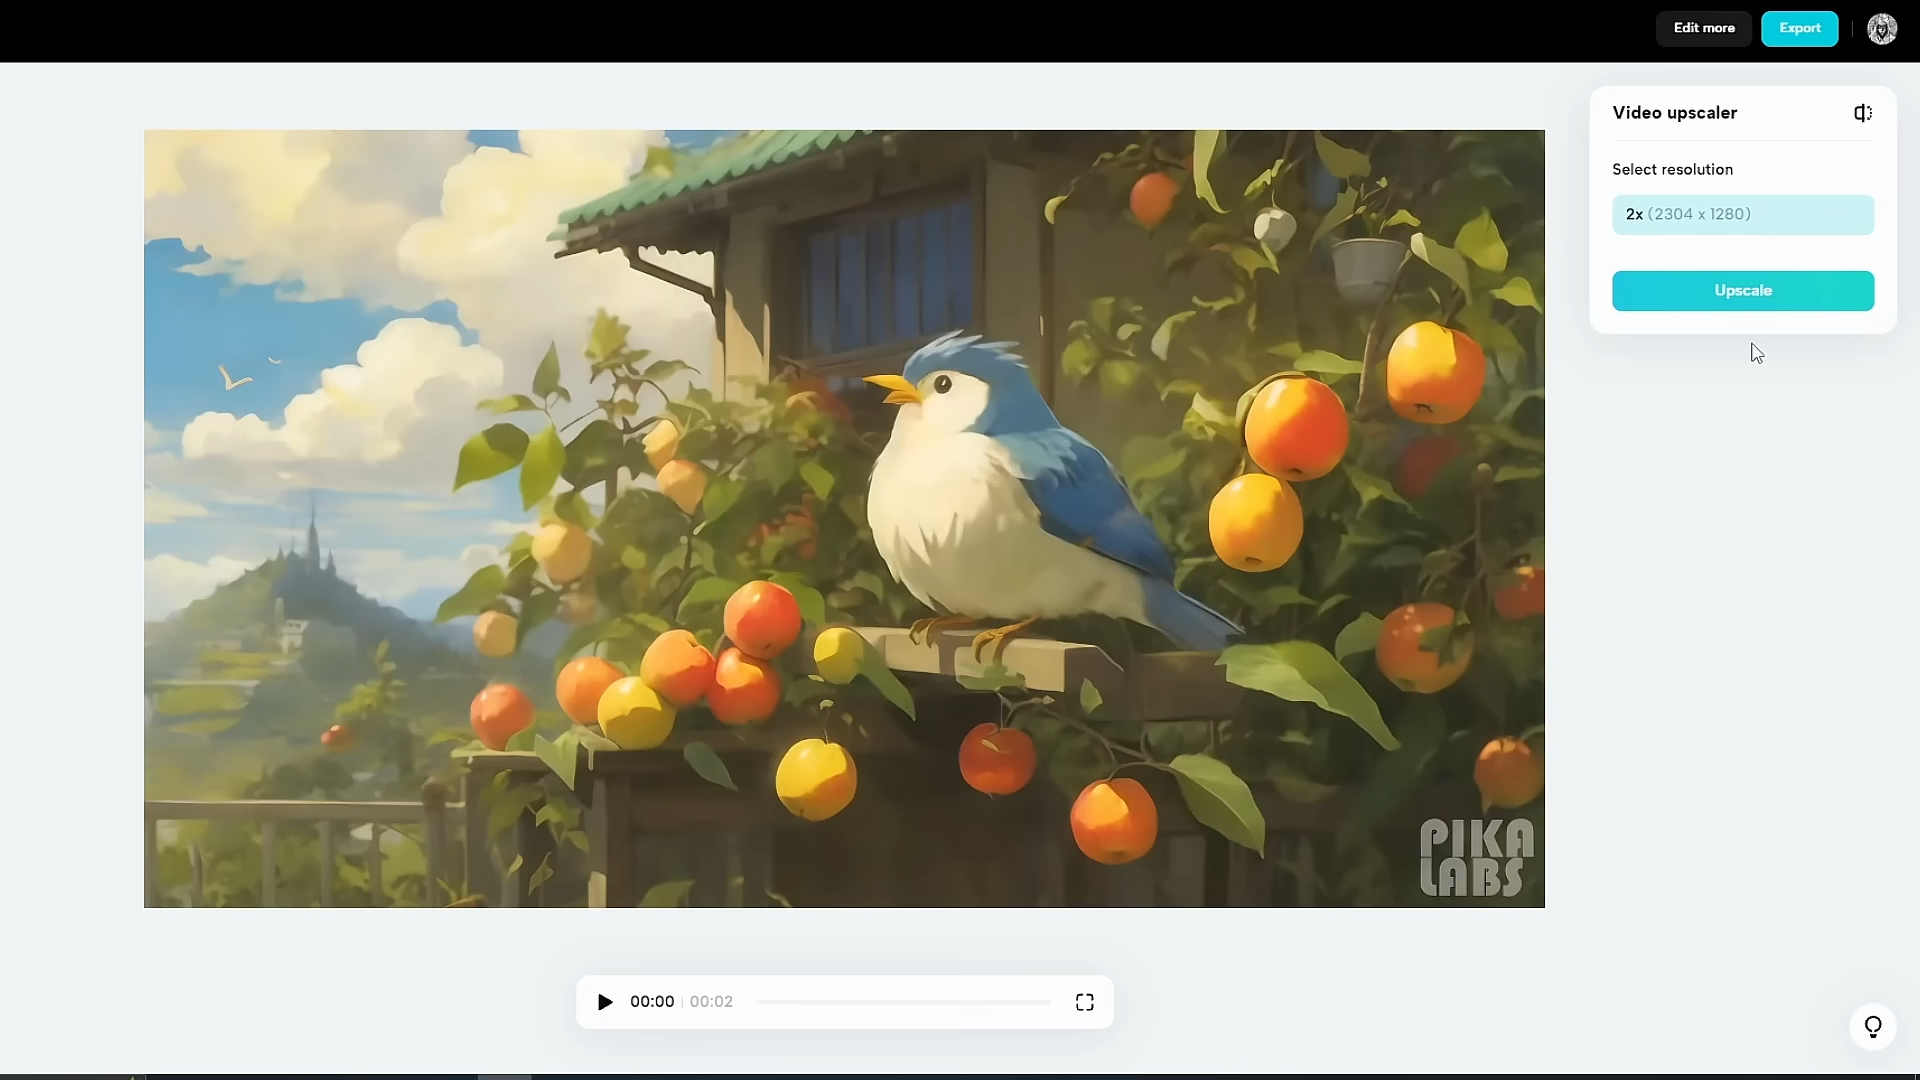 Edit more
Export
Video upscaler
Select resolution
2x (2304 x 1280)
Upscale
PIKA
LABS
00:00 | 00:02